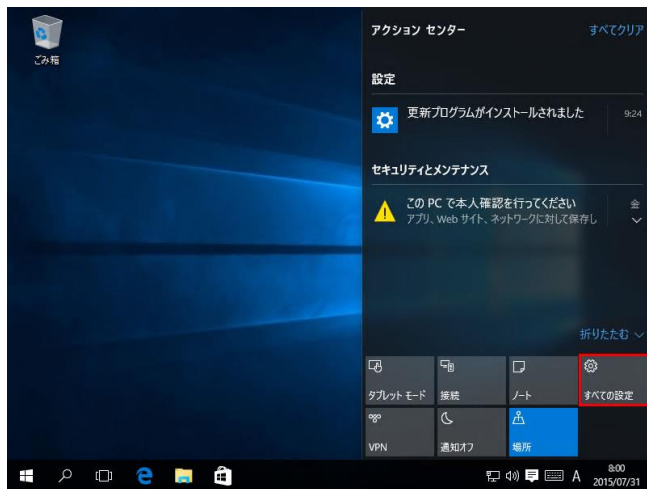 ごみ箱
アクション センター
すべてクリア
設定
更新プログラムがインストールされました
9:24
セキュリティとメンテナンス
この PC で本人確認を行ってください
金
アプリ、Web サイト、ネットワークに対して保存し
折りたたむ
タブレット モード
接続
ノート
すべての設定
VPN
通知オフ
場所
A
8:00
2015/07/31